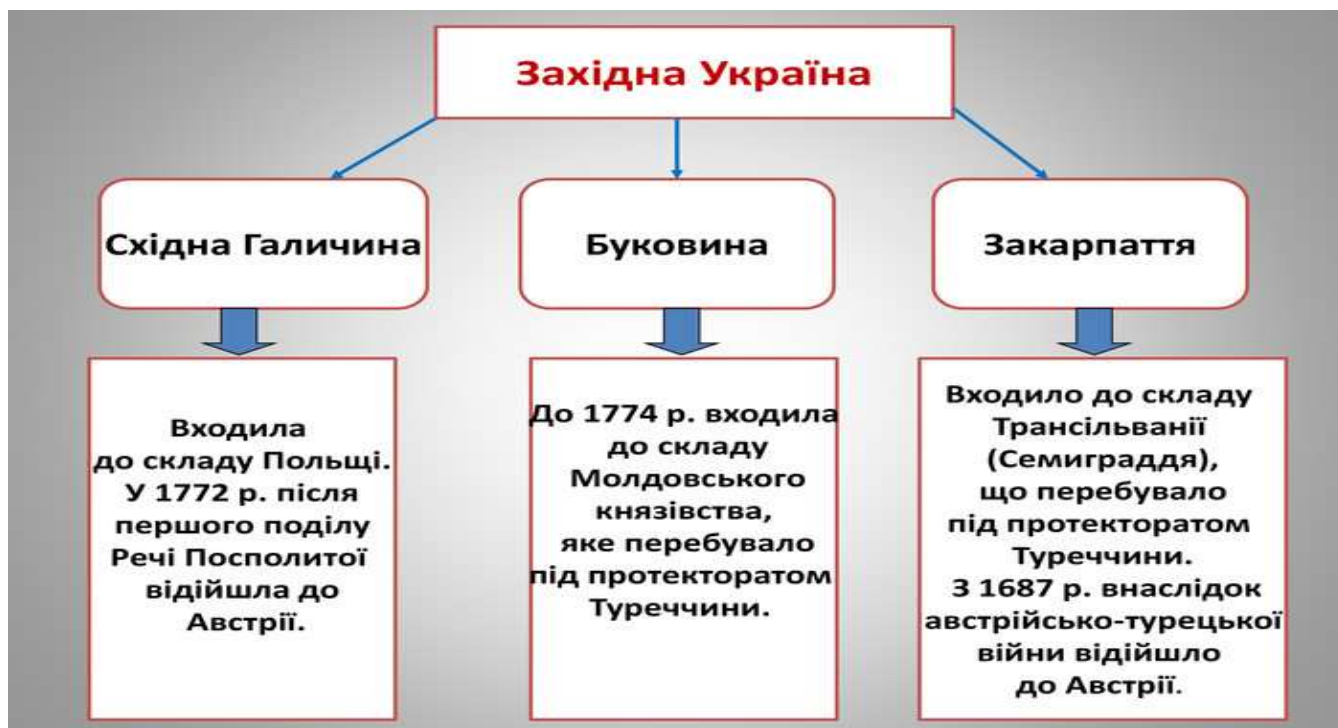 Західна Україна
Східна Галичина
Буковина
Закарпаття
Входила
до складу Польщі.
У 1772 р. після
першого поділу
Речі Посполитої
відійшла до
Австрії.
До 1774 р. входила
до складу
Молдовського
князівства,
яке перебувало
під протекторатом
Туреччини.
Входило до складу
Трансільванії
(Семиграддя),
що перебувало
під протекторатом
Туреччини.
З 1687 р. внаслідок
австрійсько-турецької
війни відійшло
до Австрії.